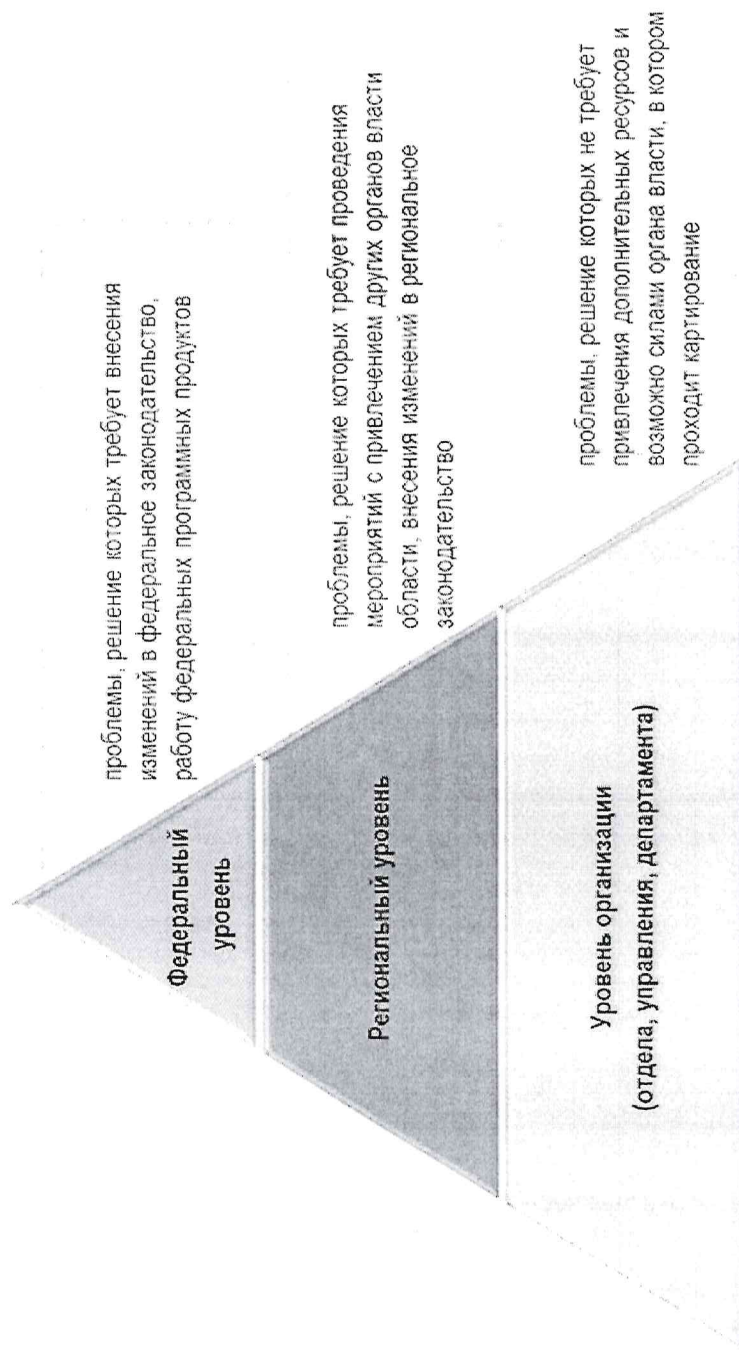 Федеральный
уровень
проблемы, решение которых требует внесения
изменений в федеральное законодательство,
работу федеральных программных продуктов
Региональный уровень
проблемы, решение которых требует проведения
мероприятий с привлечением других органов власти
области, внесения изменений в региональное
законодательство
Уровень организации
(отдела, управления, департамента)
проблемы, решение которых не требует
привлечения дополнительных ресурсов и
возможно силами органа власти, в котором
проходит картирование